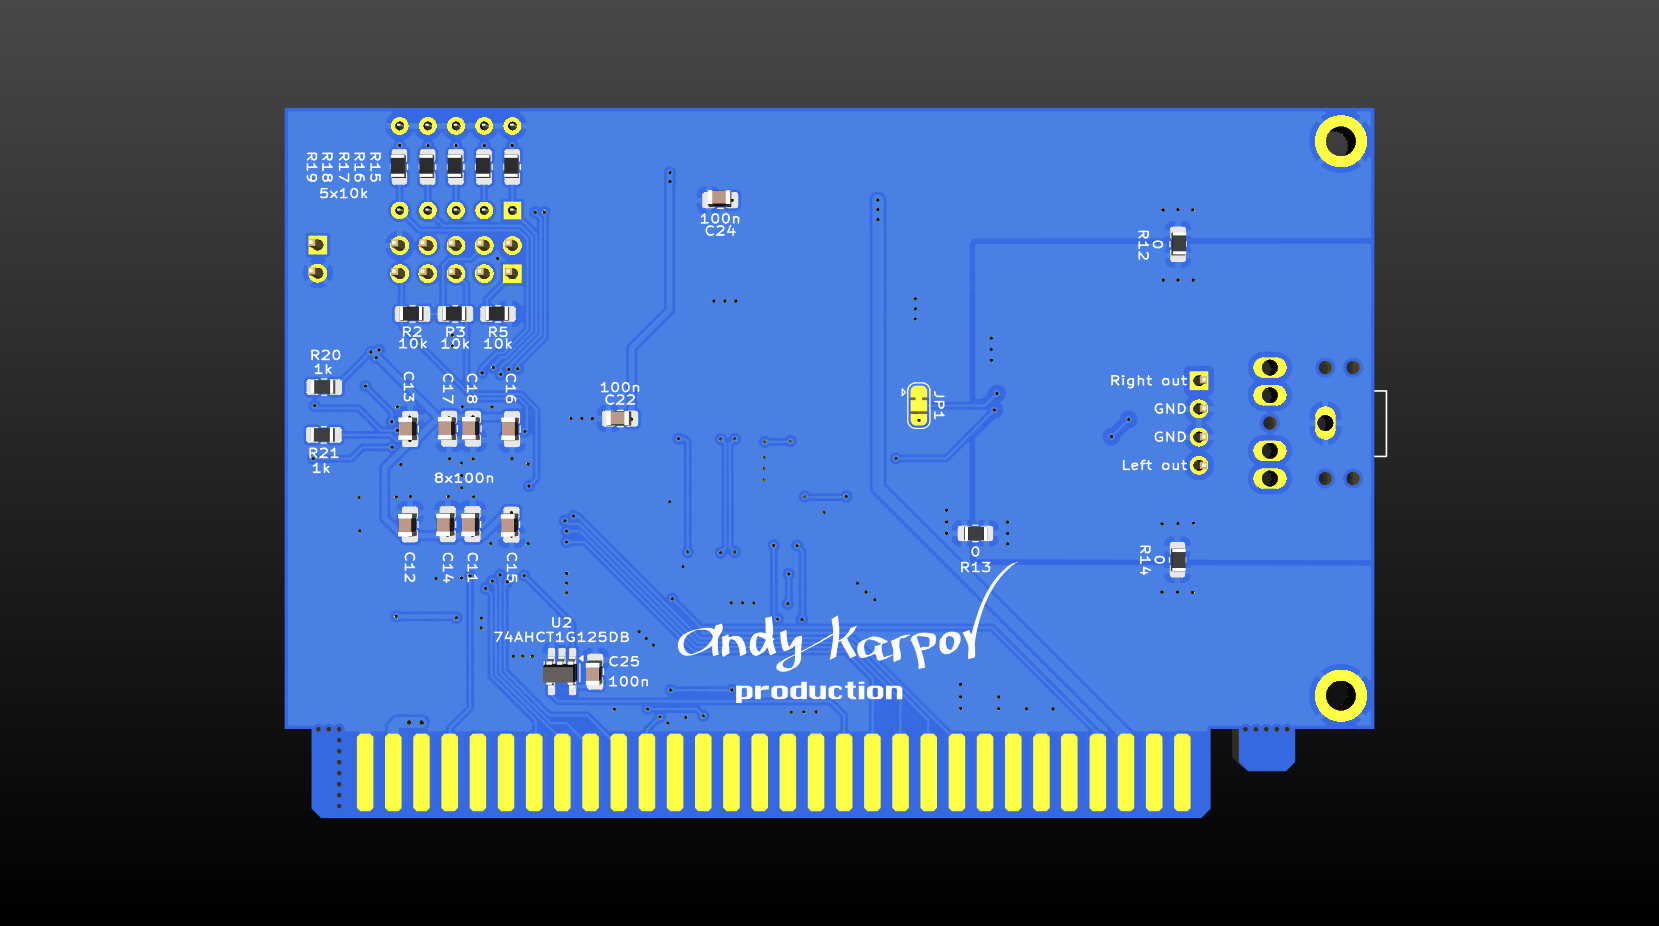 R19
R18
R17
R16
R15
5x10k
100n
C24
R12
0
R2
R3
R5
10k
10k
10k
R20
1k
C13
C17
C18
C16
100n
C22
JP1
Right out
GND
GND
Left out
R21
1k
8x100n
C12
C14
C11
C15
0
R13
R14
0
U2
74AHCT1G125DB
C25
100n
andy karpov
production